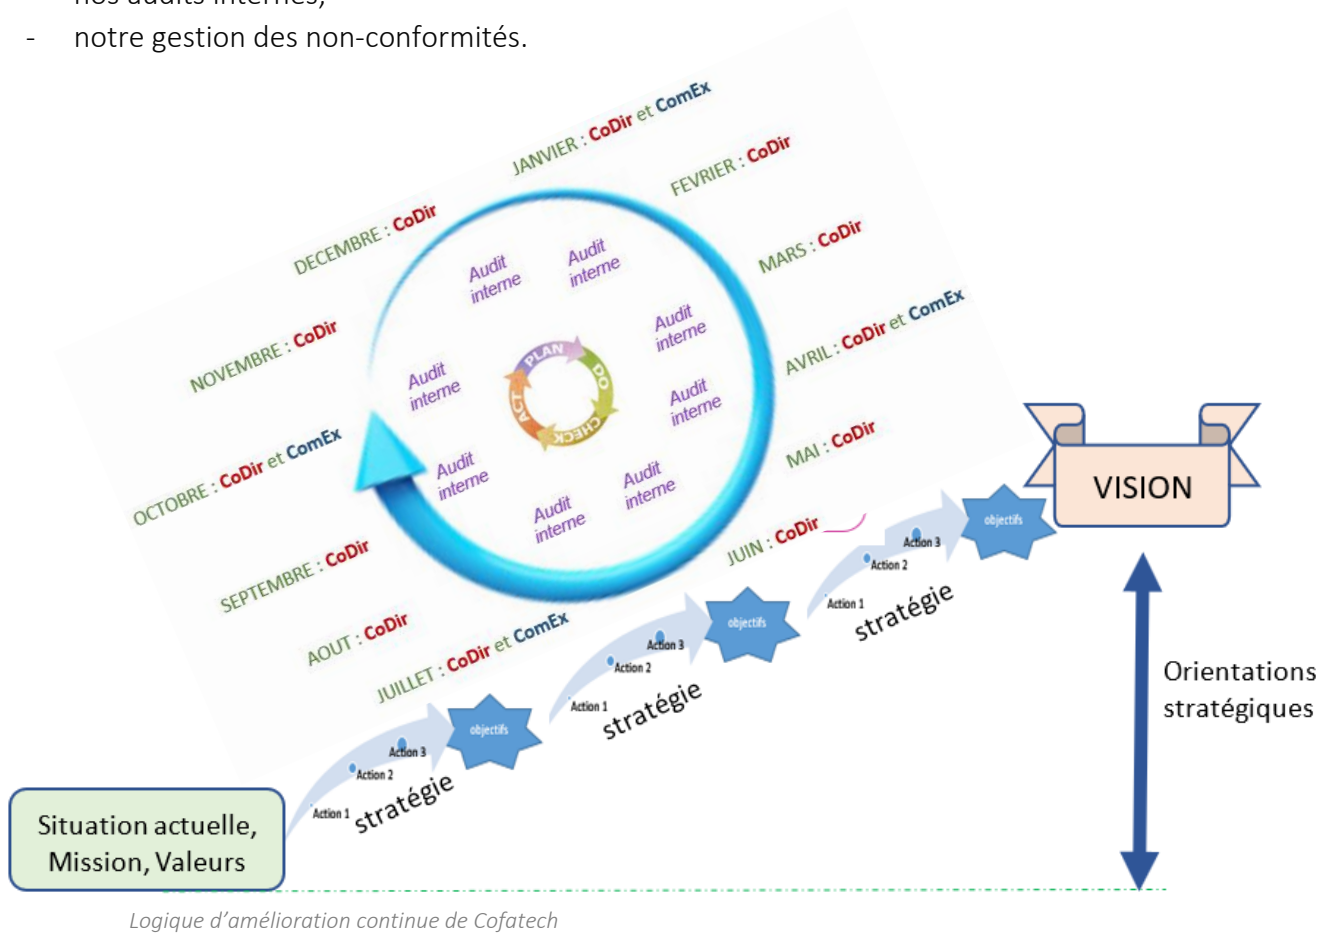 nos audits internes,
- notre gestion des non-conformités.
JANVIER : CoDir et ComEx
FEVRIER : CoDir
MARS : CoDir
AVRIL : CoDir et ComEx
MAI : CoDir
JUIN : CoDir
JUILLET : CoDir et ComEx
AOUT : CoDir
SEPTEMBRE : CoDir
OCTOBRE : CoDir et ComEx
NOVEMBRE : CoDir
DECEMBRE : CoDir
Audit
interne
Audit
interne
Audit
interne
Audit
interne
Audit
interne
Audit
interne
Audit
interne
Audit
interne
PLAN
DO
CHECK
ACT
VISION
objectifs
Action 3
Action 2
Action 1
stratégie
objectifs
Action 3
Action 2
Action 1
stratégie
objectifs
Action 3
Action 2
Action 1
stratégie
Orientations
stratégiques
Situation actuelle,
Mission, Valeurs
Logique d'amélioration continue de Cofatech